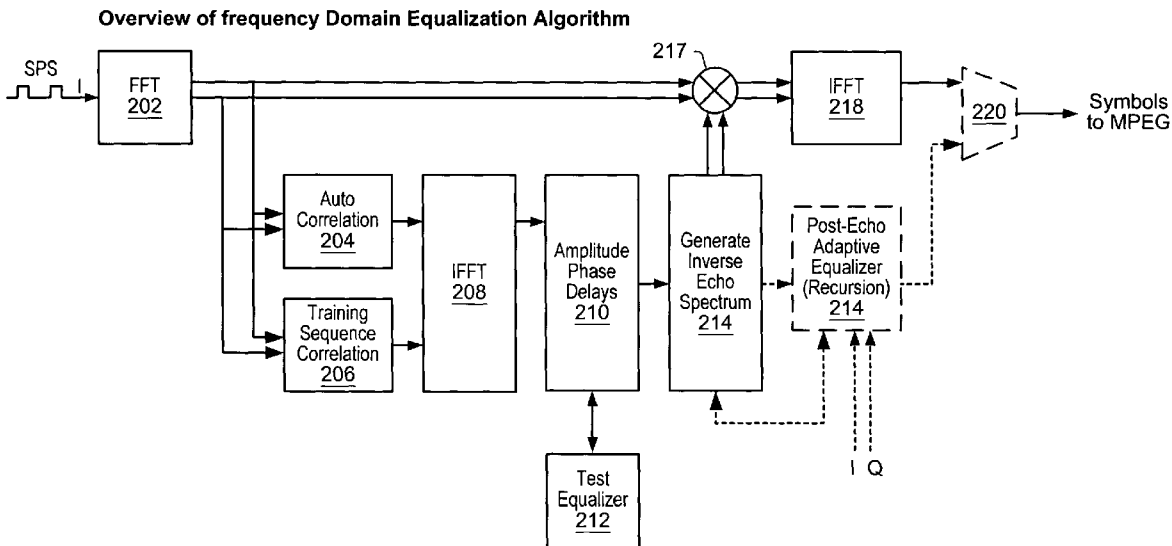 Overview of frequency Domain Equalization Algorithm
SPS
I
FFT
202
217
IFFT
218
220
Symbols
to MPEG
Auto
Correlation
204
Training
Sequence
Correlation
206
IFFT
208
Amplitude
Phase
Delays
210
Generate
Inverse
Echo
Spectrum
214
Post-Echo
Adaptive
Equalizer
(Recursion)
214
I Q
Test
Equalizer
212